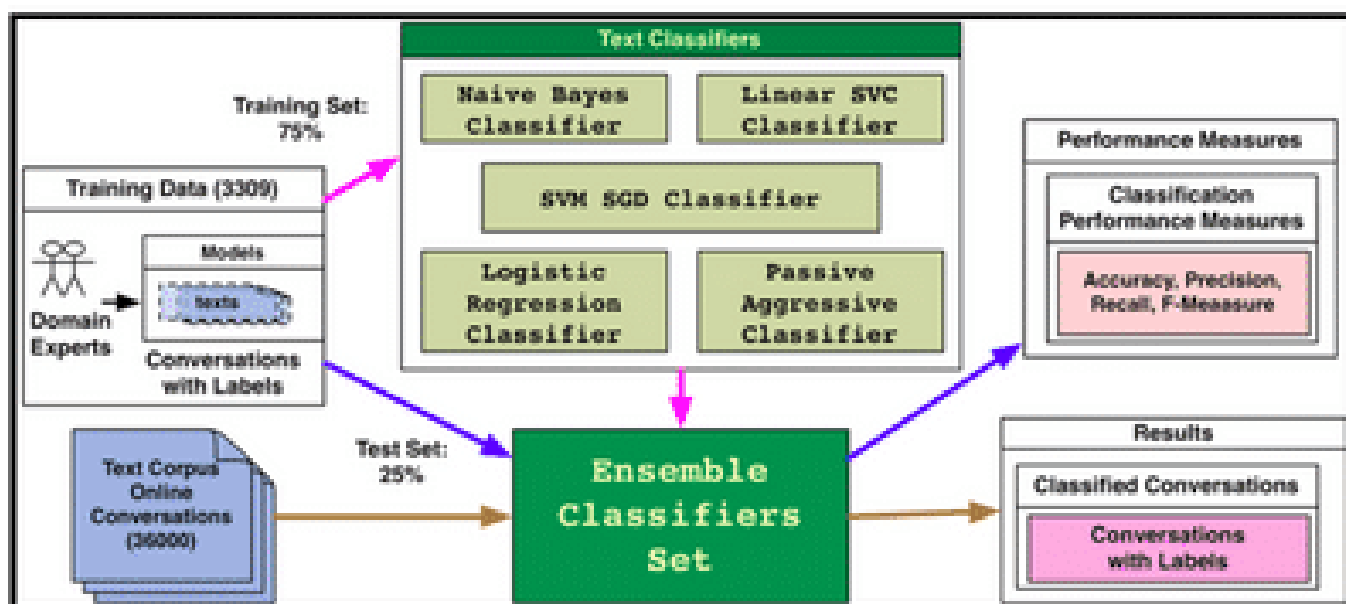 Text Classifiers
Naive Bayes
Classifier
Linear SVC
Classifier
SVM SGD Classifier
Logistic
Regression
Classifier
Passive
Aggressive
Classifier
Training Set:
75%
Training Data (3309)
Models
texts
Domain
Experts
Conversations
with Labels
Test Set:
25%
Text Corpus
Online
Conversations
(36000)
Ensemble
Classifiers
Set
Performance Measures
Classification
Performance Measures
Accuracy, Precision,
Recall, F-Meassure
Results
Classified Conversations
Conversations
with Labels